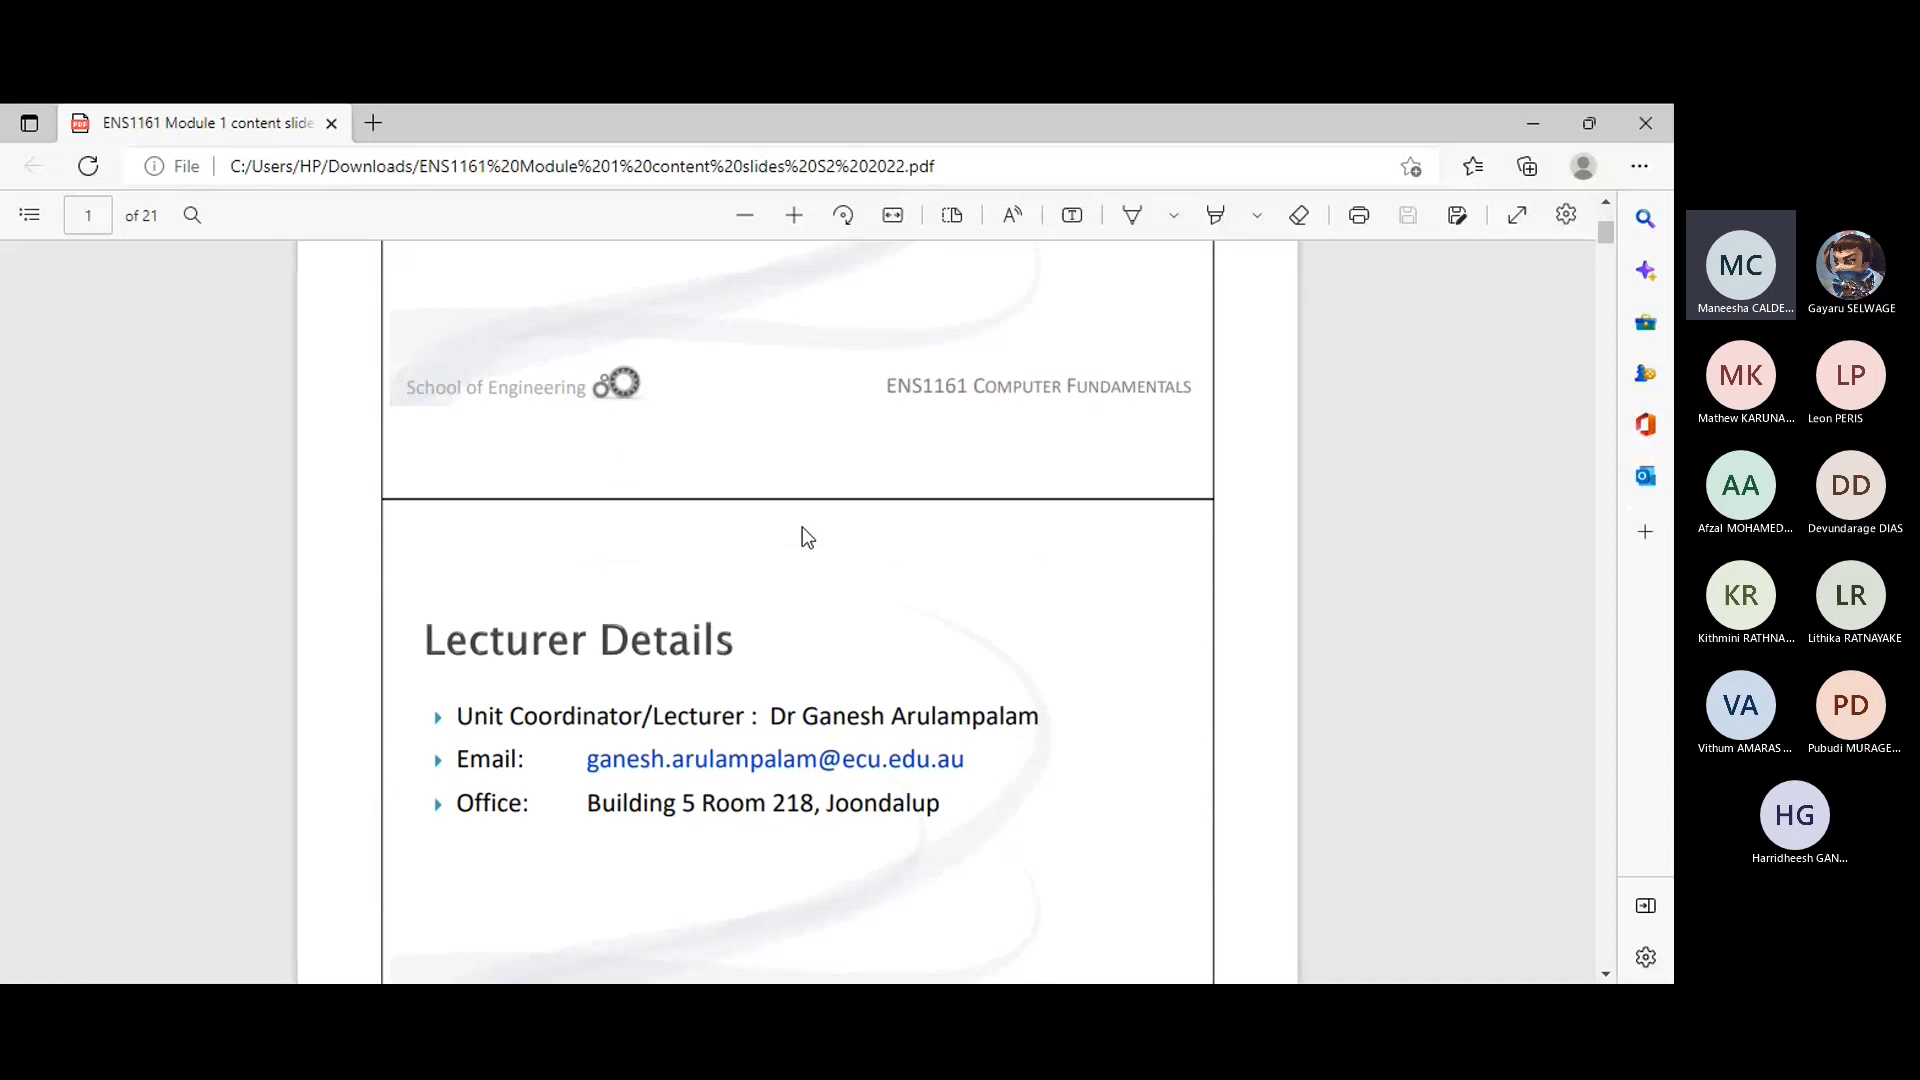 ENS1161 Module 1 content slide
File
C:/Users/HP/Downloads/ENS1161%20Module%201%20content%20slides%20S2%202022.pdf
1 of 21
School of Engineering
ENS1161 COMPUTER FUNDAMENTALS
Lecturer Details
Unit Coordinator/Lecturer : Dr Ganesh Arulampalam
Email: ganesh.arulampalam@ecu.edu.au
Office: Building 5 Room 218, Joondalup
MC
Maneesha CALDE...
Gayaru SELWAGE
MK
LP
Mathew KARUNA...
Leon PERIS
AA
DD
Afzal MOHAMED...
Devundarage DIAS
KR
LR
Kithmini RATHNA...
Lithika RATNAYAKE
VA
PD
Vithum AMARAS...
Pubudi MURAGE...
HG
Harridheesh GAN...